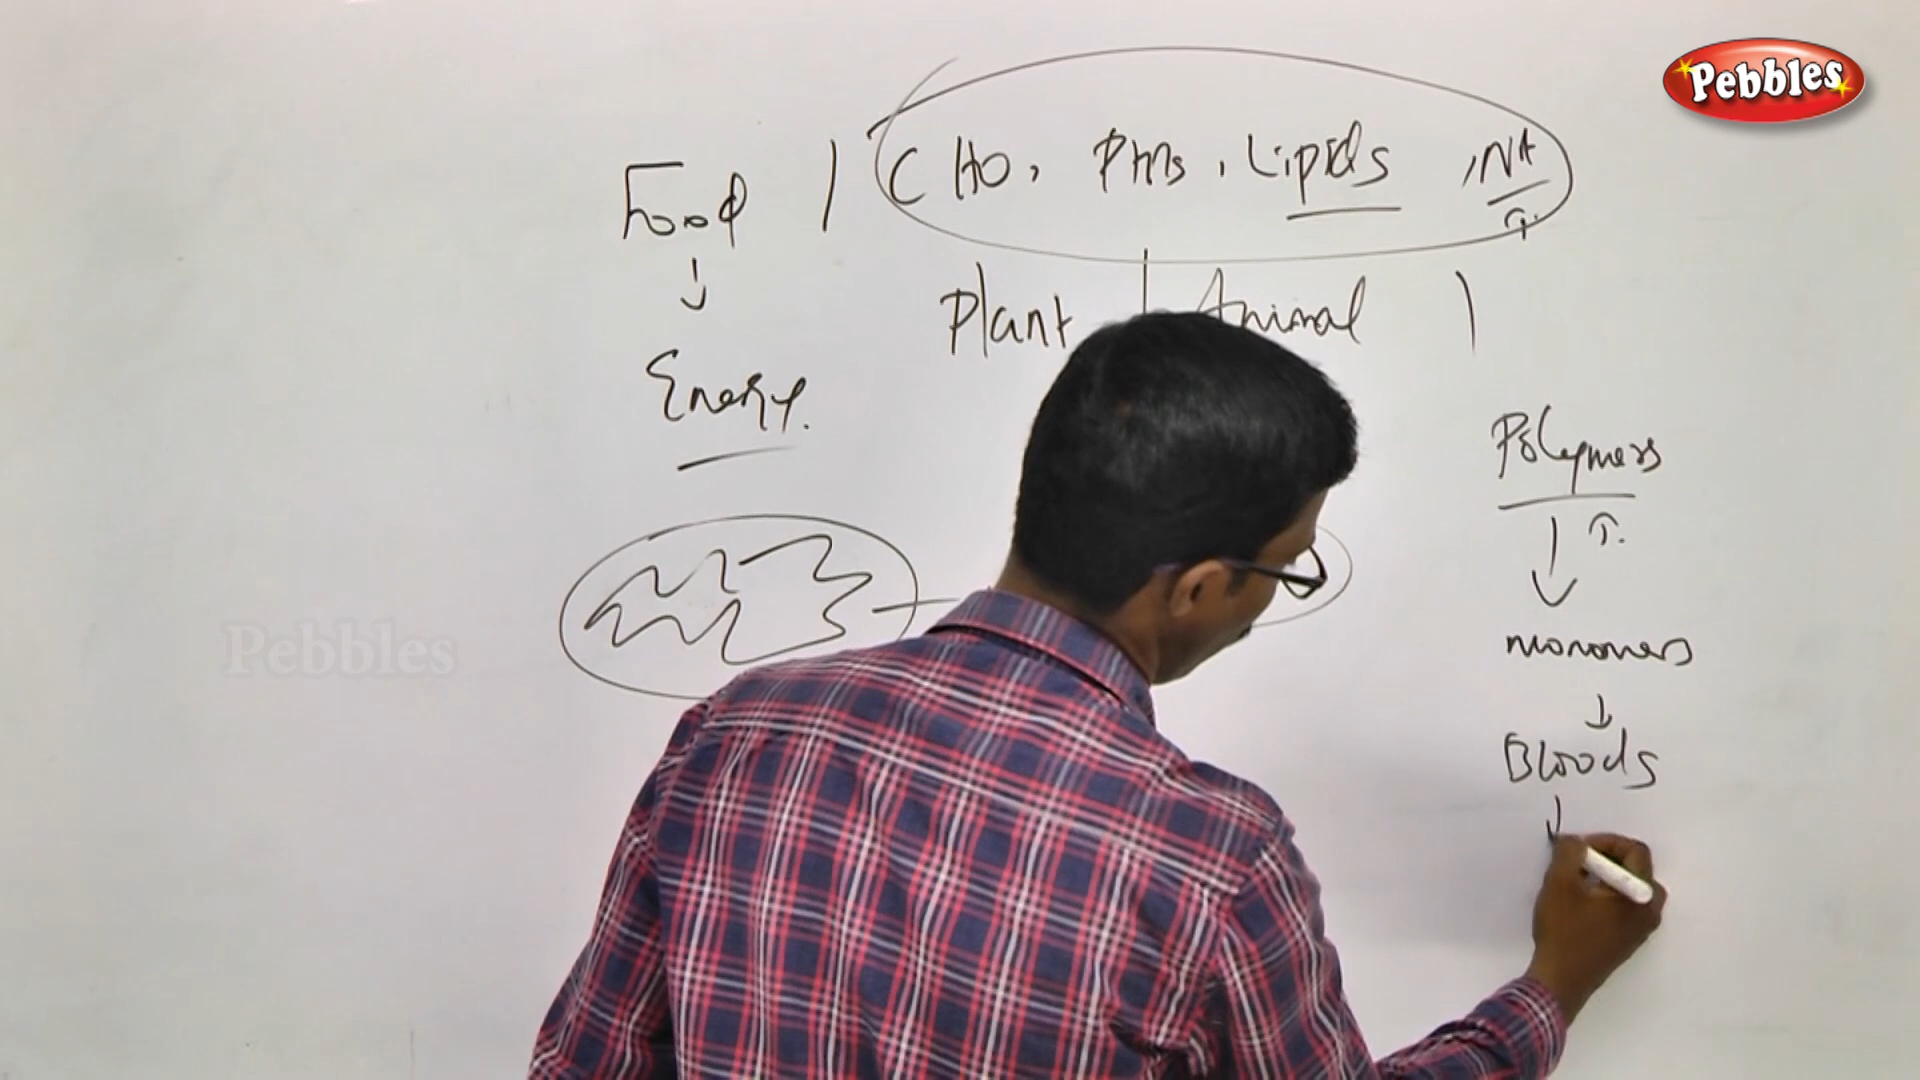 Pebbles
Food | CHO, Ptns, Lipids, NA
Plant | Animal |
Energy.
Polymers
monomers
Bloods
Pebbles